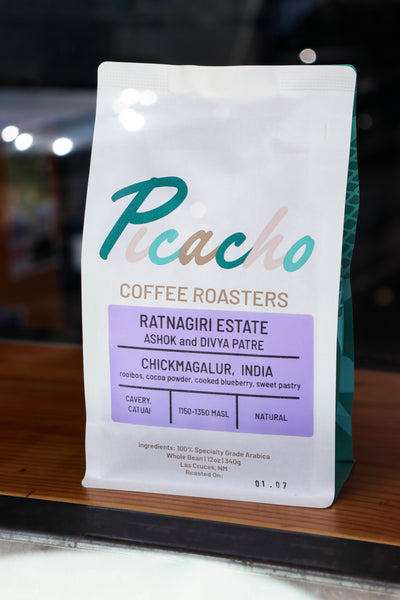 Picacho
COFFEE ROASTERS
RATNAGIRI ESTATE
ASHOK and DIVYA PATRE
CHICKMAGALUR, INDIA
rooibos, cocoa powder, cooked blueberry, sweet pastry
CAVERY, CATUAI
1150-1350 MASL
NATURAL
Ingredients: 100% Specialty Grade Arabica
Whole Bean | 12oz | 340g
Las Cruces, NM
Roasted On:
01.07